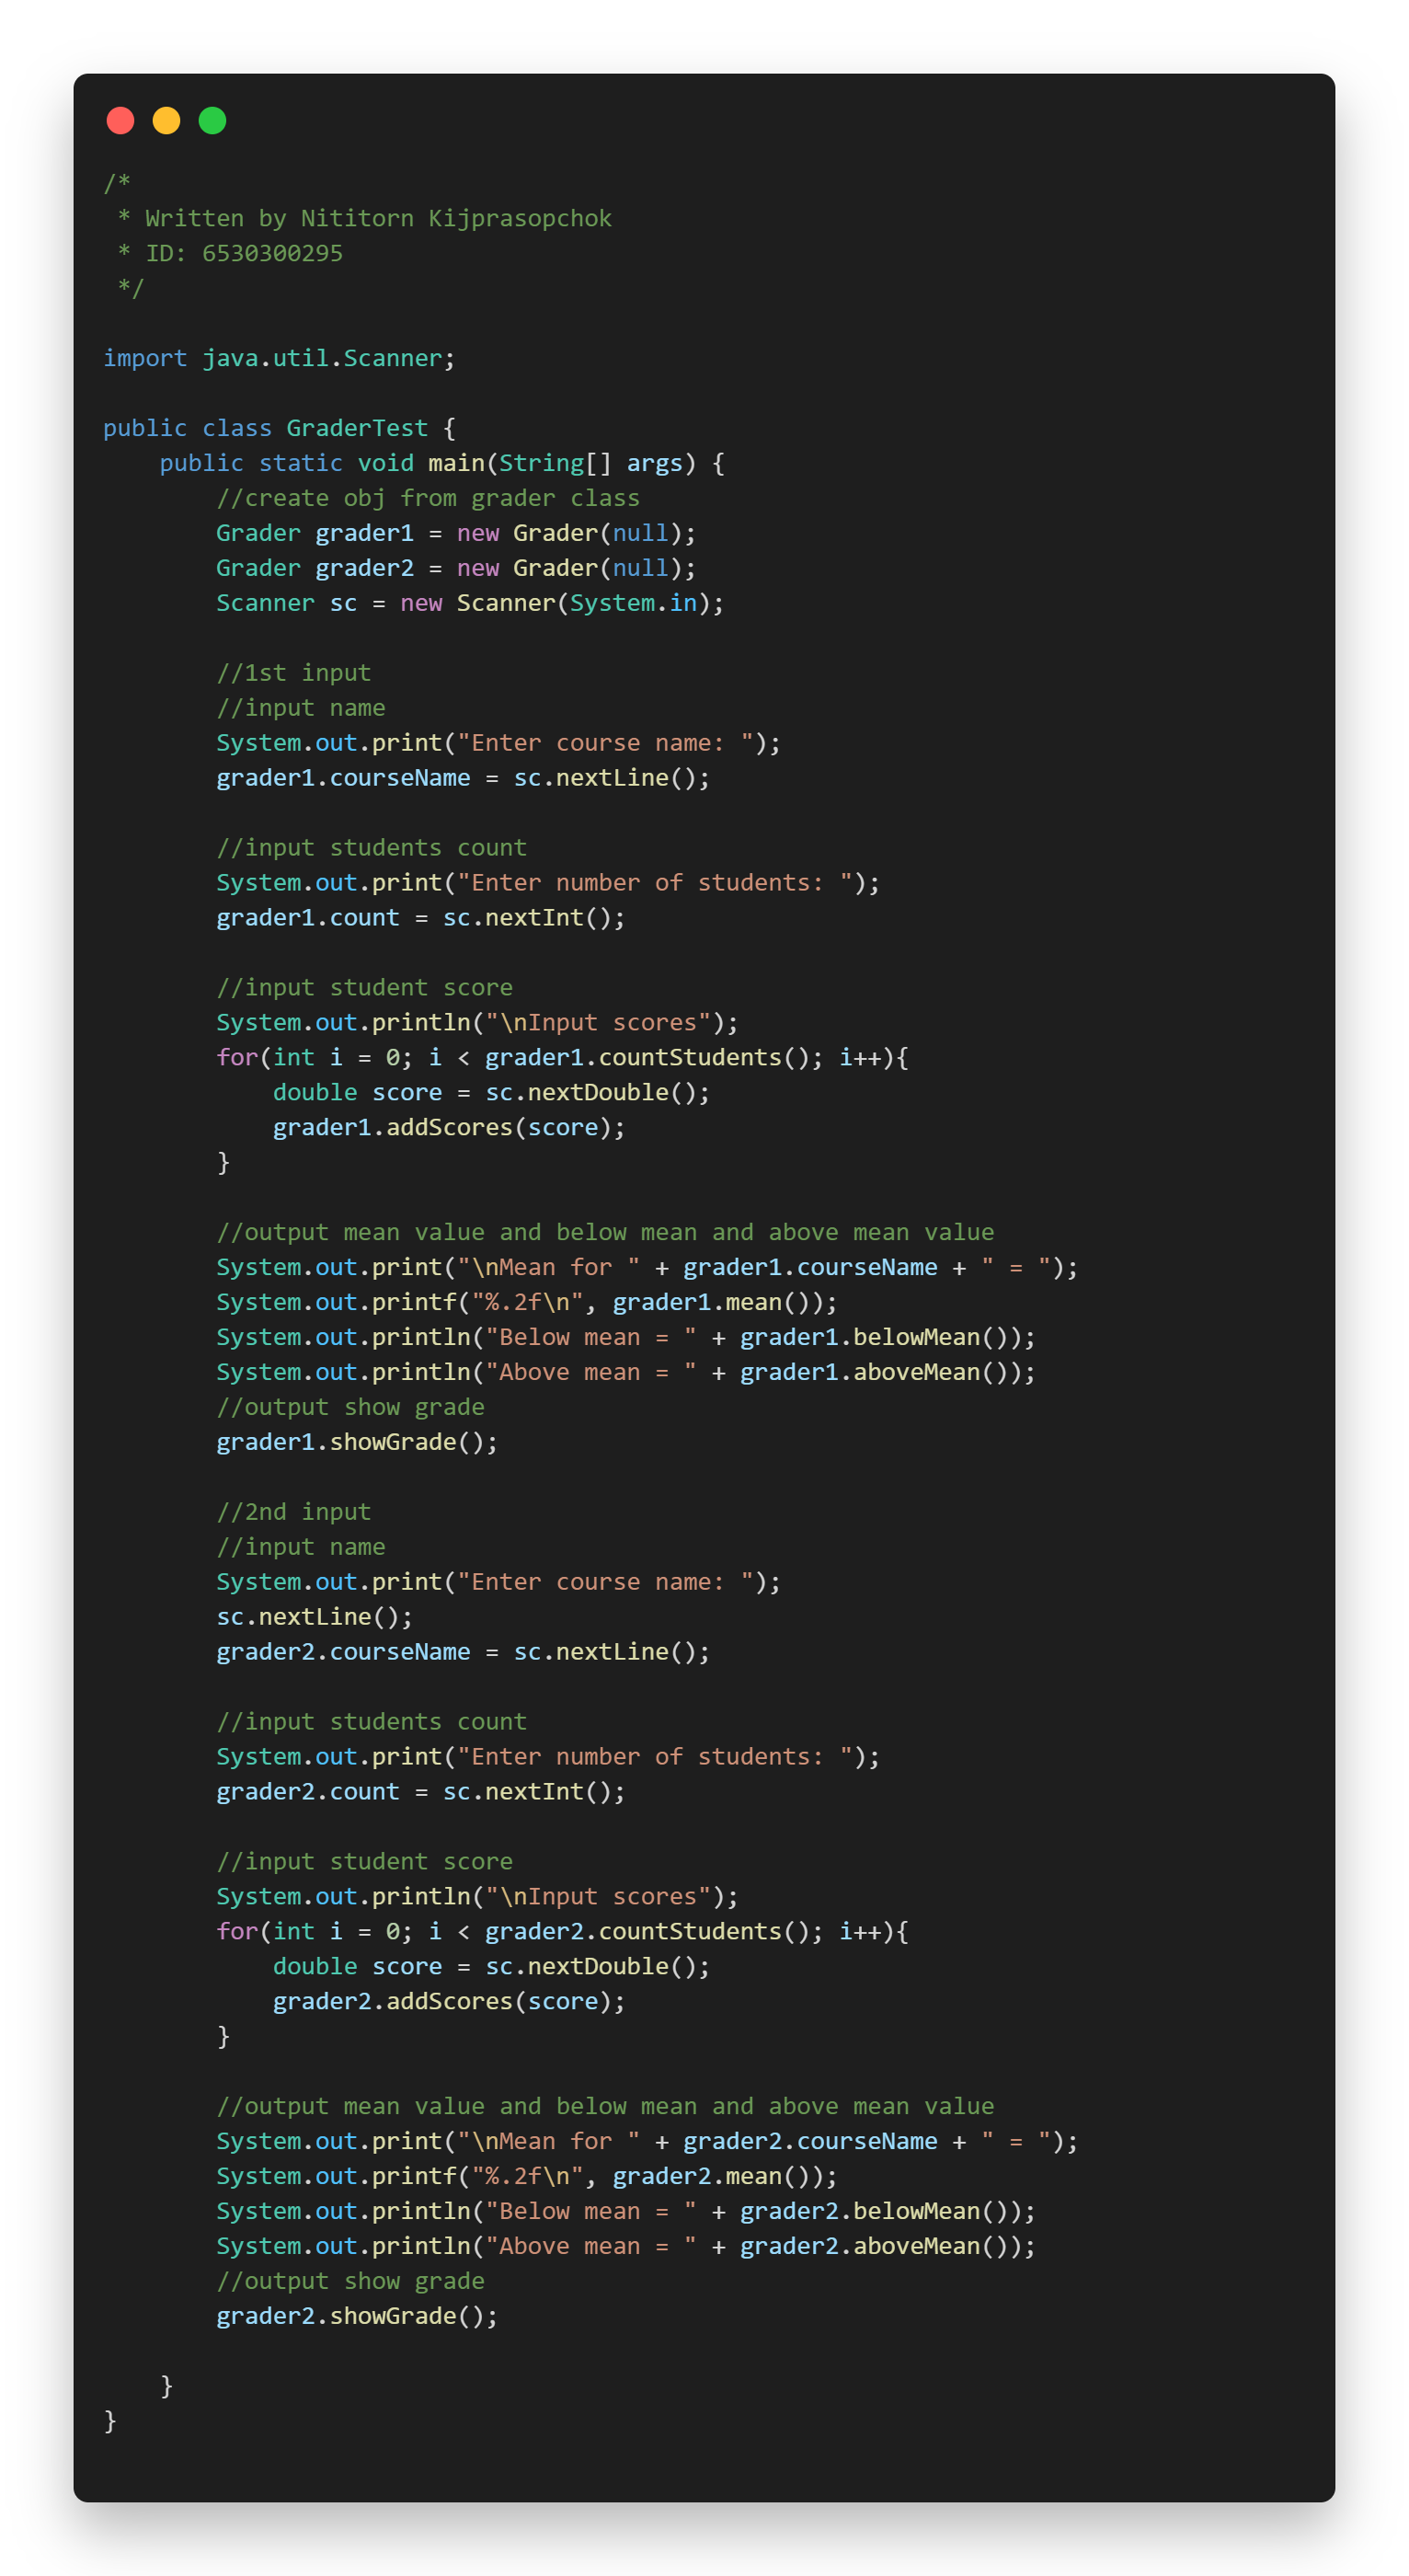 /*
 * Written by Nititorn Kijprasopchok
 * ID: 6530300295
 */

import java.util.Scanner;

public class GraderTest {
    public static void main(String[] args) {
        //create obj from grader class
        Grader grader1 = new Grader(null);
        Grader grader2 = new Grader(null);
        Scanner sc = new Scanner(System.in);

        //1st input
        //input name
        System.out.print("Enter course name: ");
        grader1.courseName = sc.nextLine();

        //input students count
        System.out.print("Enter number of students: ");
        grader1.count = sc.nextInt();

        //input student score
        System.out.println("\nInput scores");
        for(int i = 0; i < grader1.countStudents(); i++){
            double score = sc.nextDouble();
            grader1.addScores(score);
        }

        //output mean value and below mean and above mean value
        System.out.print("\nMean for " + grader1.courseName + " = ");
        System.out.printf("%.2f\n", grader1.mean());
        System.out.println("Below mean = " + grader1.belowMean());
        System.out.println("Above mean = " + grader1.aboveMean());
        //output show grade
        grader1.showGrade();

        //2nd input
        //input name
        System.out.print("Enter course name: ");
        sc.nextLine();
        grader2.courseName = sc.nextLine();

        //input students count
        System.out.print("Enter number of students: ");
        grader2.count = sc.nextInt();

        //input student score
        System.out.println("\nInput scores");
        for(int i = 0; i < grader2.countStudents(); i++){
            double score = sc.nextDouble();
            grader2.addScores(score);
        }

        //output mean value and below mean and above mean value
        System.out.print("\nMean for " + grader2.courseName + " = ");
        System.out.printf("%.2f\n", grader2.mean());
        System.out.println("Below mean = " + grader2.belowMean());
        System.out.println("Above mean = " + grader2.aboveMean());
        //output show grade
        grader2.showGrade();

    }
}